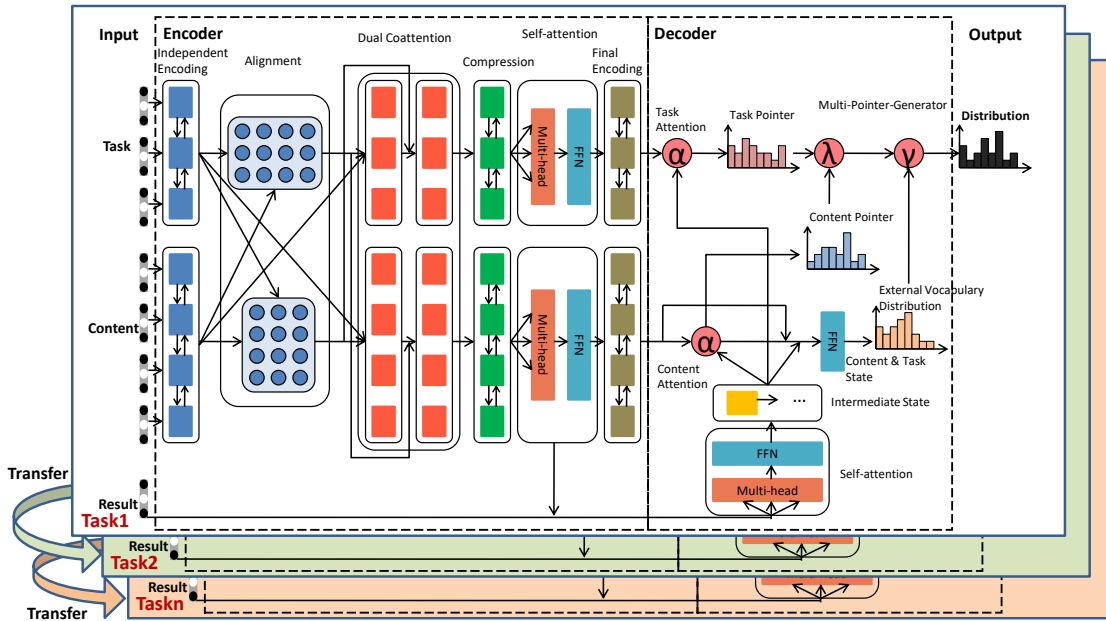 Input
Encoder
Decoder
Output
Independent
Encoding
Alignment
Dual Coattention
Compression
Self-attention
Final
Encoding
Task
Multi-head
FFN
Task
Attention
α
Task Pointer
Multi-Pointer-Generator
λ
γ
Distribution
Content Pointer
Content
Multi-head
FFN
Content
Attention
α
External Vocabulary
Distribution
FFN
Content & Task
State
...
Intermediate State
FFN
Multi-head
Self-attention
Transfer
Result
Task1
Result
Task2
Result
Taskn
Transfer